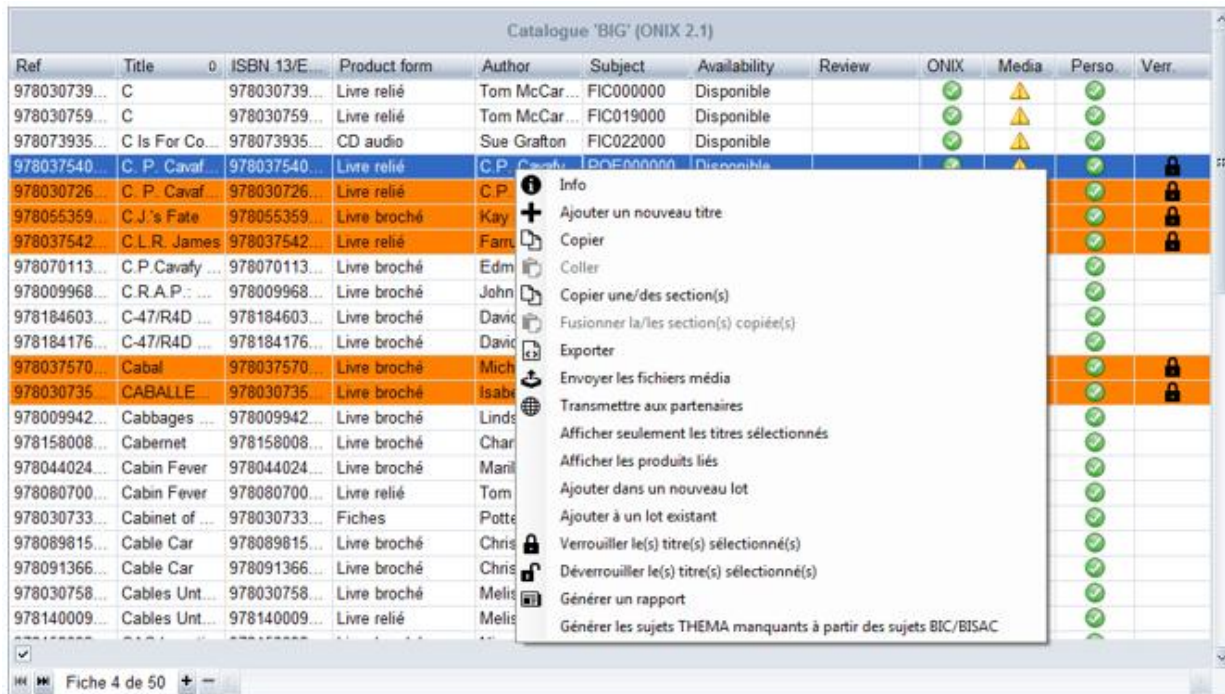 Catalogue 'BIG' (ONIX 2.1)
Ref Title 0 ISBN 13/E... Product form Author Subject Availability Review ONIX Media Perso. Verr.
978030739... C 978030739... Livre relié Tom McCar... FIC000000 Disponible
978030759... C 978030759... Livre relié Tom McCar... FIC019000 Disponible
978073935... C Is For Co... 978073935... CD audio Sue Grafton FIC022000 Disponible
978037540... C. P. Cavaf... 978037540... Livre relié C.P. Cavafy POE000000 Disponible
978030726... C. P. Cavaf... 978030726... Livre relié C.P.
978055359... C.J.'s Fate 978055359... Livre broché Kay
978037542... C.L.R. James 978037542... Livre relié Farru
978070113... C.P.Cavafy ... 978070113... Livre broché Edm
978009968... C.R.A.P.: ... 978009968... Livre broché John
978184603... C-47/R4D ... 978184603... Livre broché David
978184176... C-47/R4D ... 978184176... Livre broché David
978037570... Cabal 978037570... Livre broché Mich
978030735... CABALLE... 978030735... Livre broché Isabe
978009942... Cabbages ... 978009942... Livre broché Linds
978158008... Cabernet 978158008... Livre broché Char
978044024... Cabin Fever 978044024... Livre broché Maril
978080700... Cabin Fever 978080700... Livre relié Tom
978030733... Cabinet of ... 978030733... Fiches Potte
978089815... Cable Car 978089815... Livre broché Chris
978091366... Cable Car 978091366... Livre broché Chris
978030758... Cables Unt... 978030758... Livre broché Melis
978140009... Cables Unt... 978140009... Livre relié Melis
Info
Ajouter un nouveau titre
Copier
Coller
Copier une/des section(s)
Fusionner la/les section(s) copiée(s)
Exporter
Envoyer les fichiers média
Transmettre aux partenaires
Afficher seulement les titres sélectionnés
Afficher les produits liés
Ajouter dans un nouveau lot
Ajouter à un lot existant
Verrouiller le(s) titre(s) sélectionné(s)
Déverrouiller le(s) titre(s) sélectionné(s)
Générer un rapport
Générer les sujets THEMA manquants à partir des sujets BIC/BISAC
Fiche 4 de 50